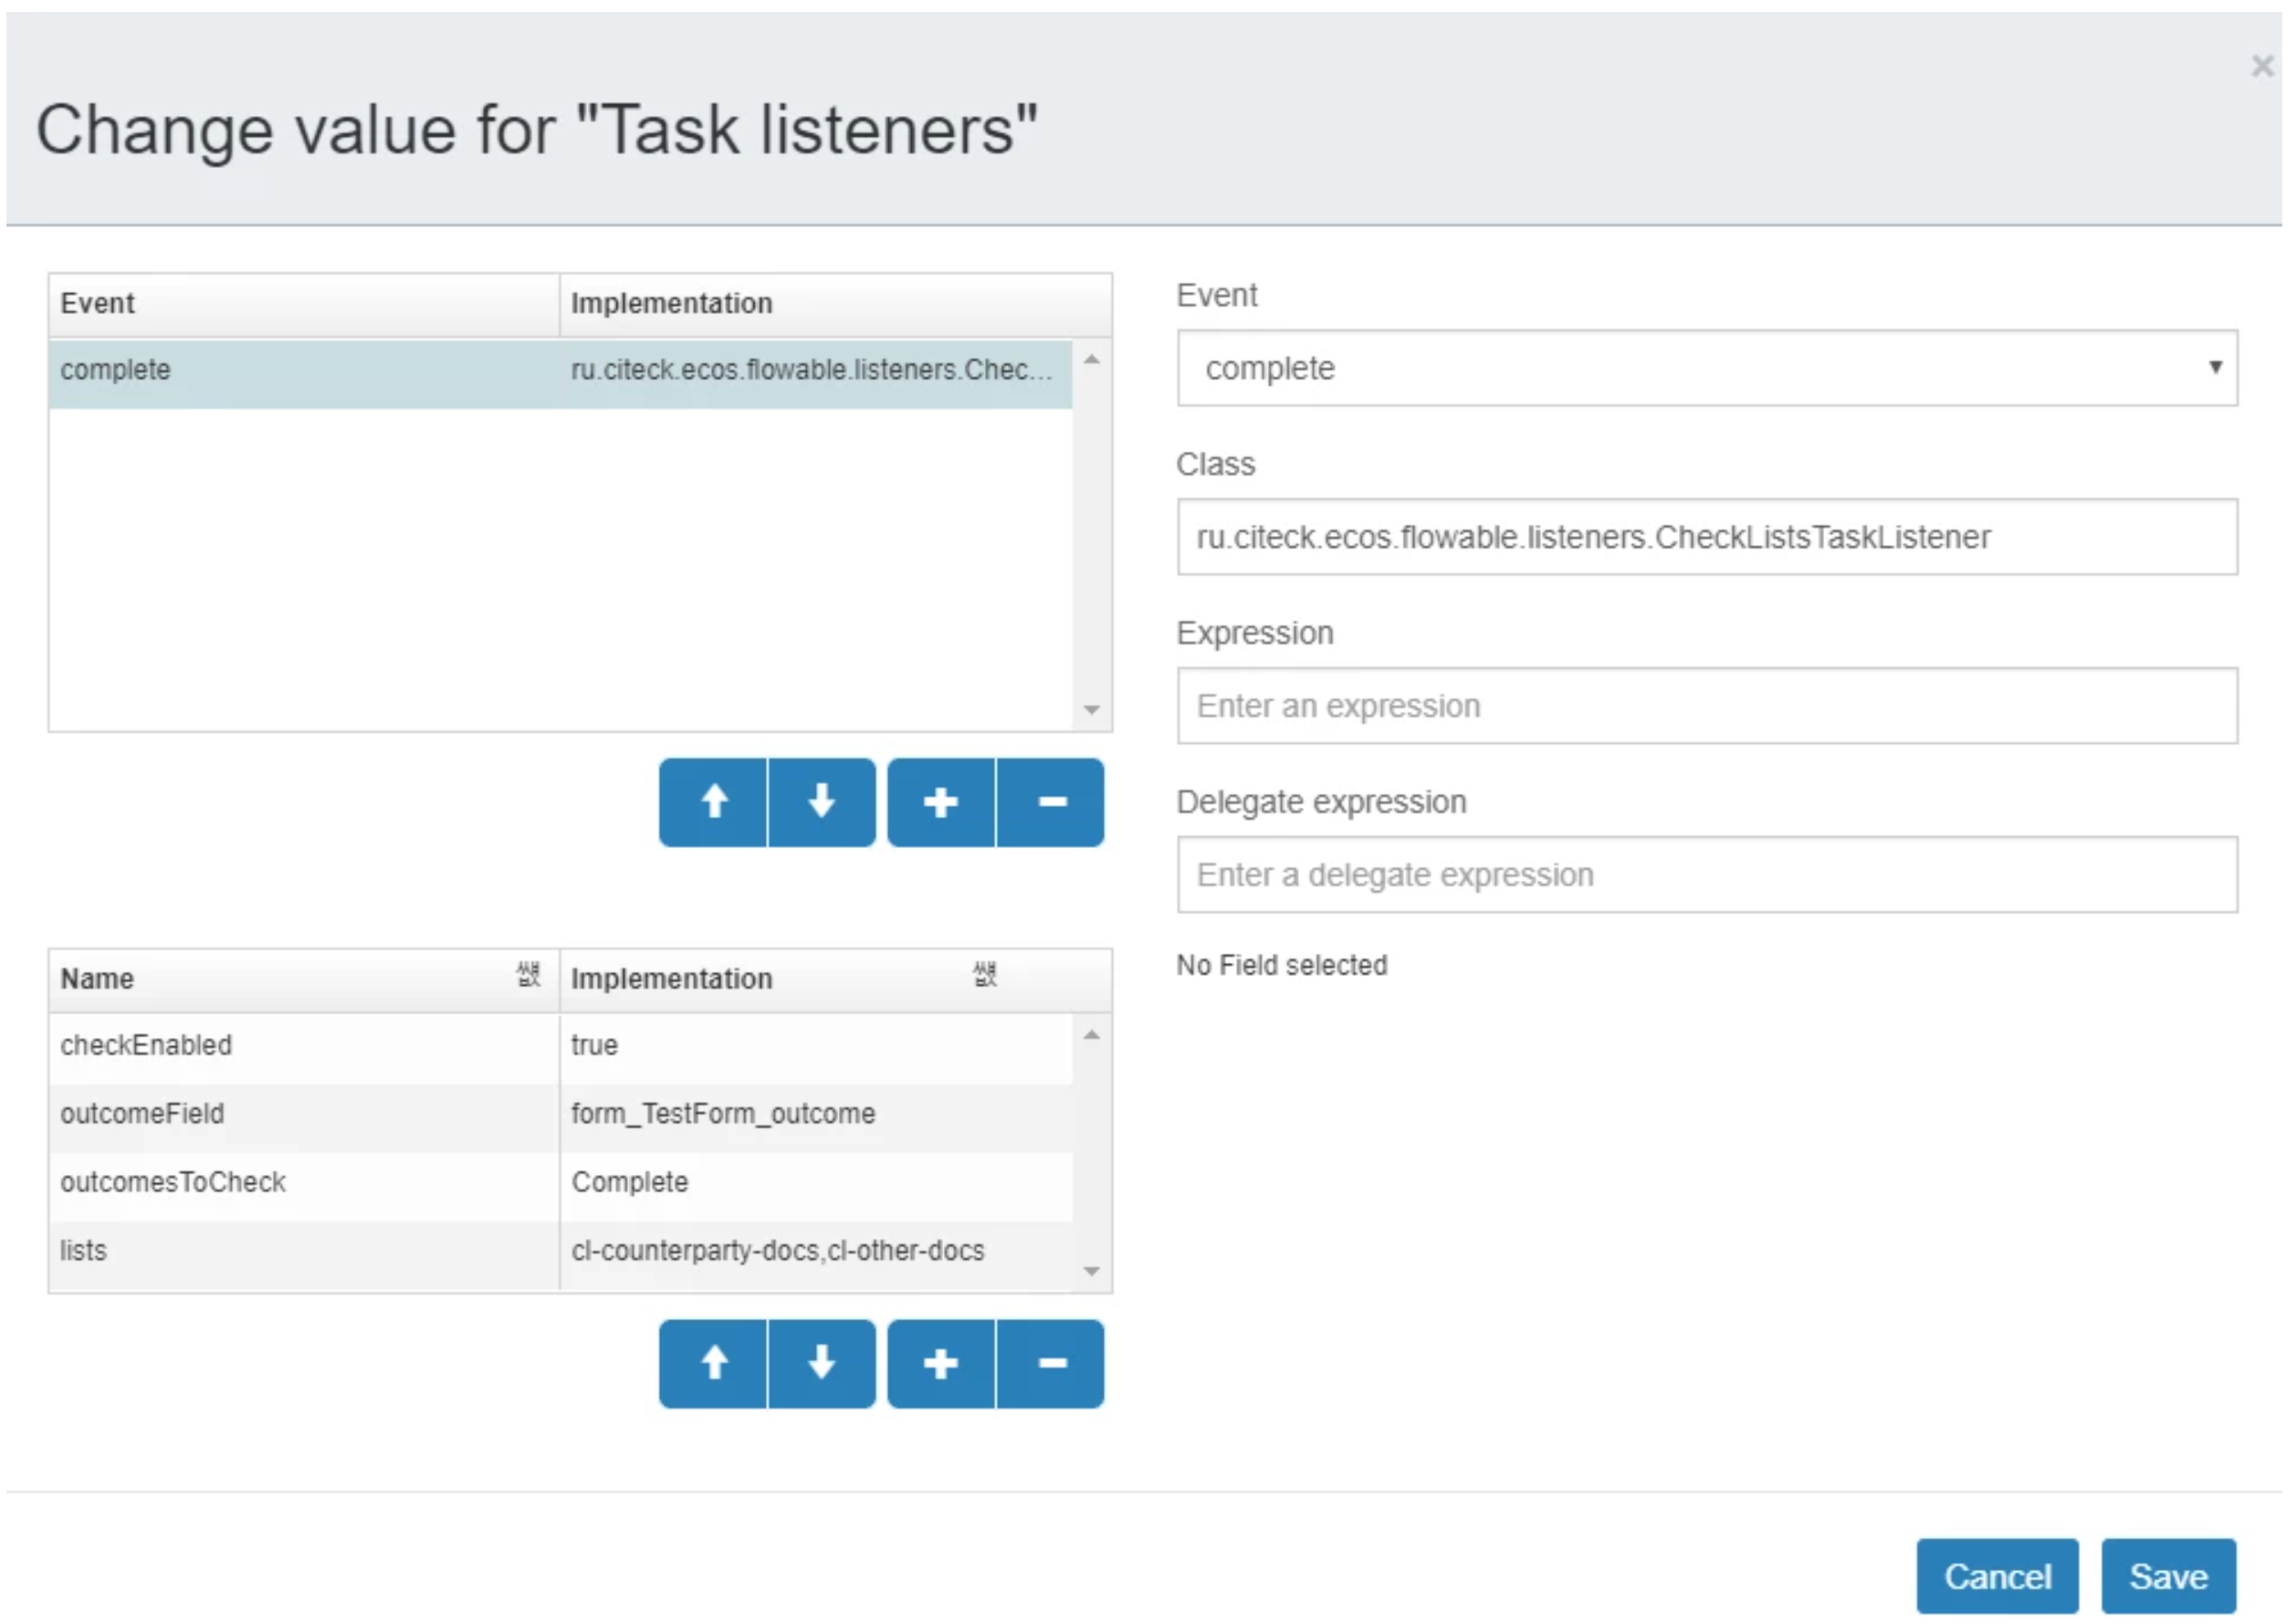 Change value for "Task listeners"
Event
Implementation
complete
ru.citeck.ecos.flowable.listeners.Chec...
Event
complete
Class
ru.citeck.ecos.flowable.listeners.CheckListsTaskListener
Expression
Enter an expression
Delegate expression
Enter a delegate expression
Name
Implementation
No Field selected
checkEnabled
true
outcomeField
form_TestForm_outcome
outcomesToCheck
Complete
lists
cl-counterparty-docs,cl-other-docs
Cancel
Save